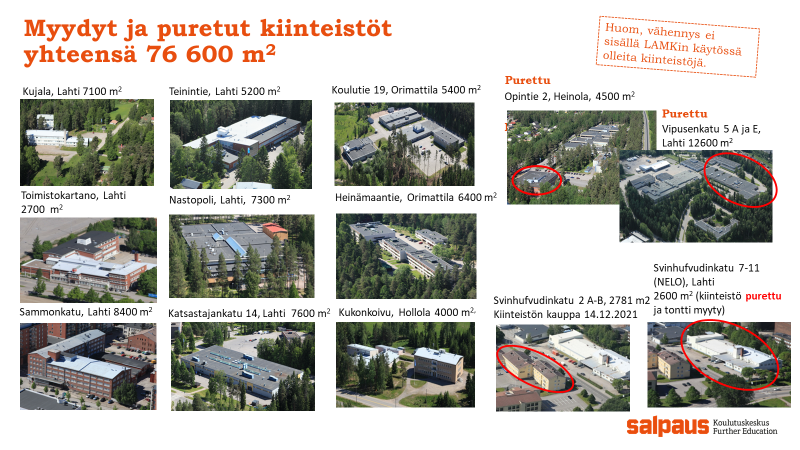 Myydyt ja puretut kiinteistöt
yhteensä 76 600 m²
Huom, vähennys ei
sisällä LAMKin käytössä
olleita kiinteistöjä.
Kujala, Lahti 7100 m²
Teinintie, Lahti 5200 m²
Koulutie 19, Orimattila 5400 m²
Purettu
Opintie 2, Heinola, 4500 m²
Purettu
Vipusenkatu 5 A ja E,
Lahti 12600 m²
Toimistokartano, Lahti
2700 m²
Nastopoli, Lahti, 7300 m²
Heinämaantie, Orimattila 6400 m²
Sammonkatu, Lahti 8400 m²
Katsastajankatu 14, Lahti 7600 m²
Kukonkoivu, Hollola 4000 m²,
Svinhufvudinkatu 2 A-B, 2781 m2
Kiinteistön kauppa 14.12.2021
Svinhufvudinkatu 7-11
(NELO), Lahti
2600 m² (kiinteistö purettu
ja tontti myyty)
salpaus Koulutuskeskus
Further Education